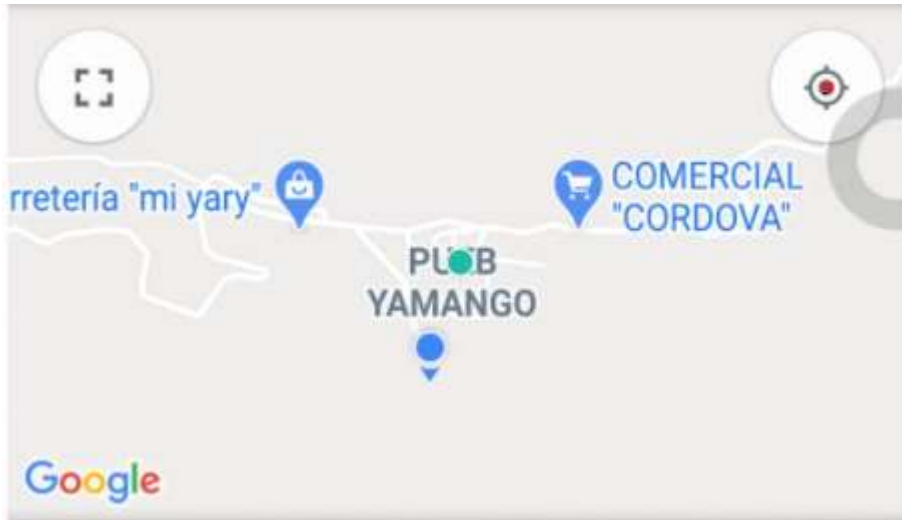 rretería "mi yary"
COMERCIAL
"CORDOVA"
YAMANGO
Google